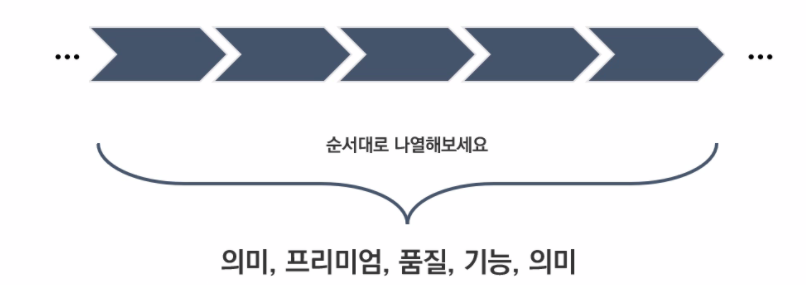 ... ...
순서대로 나열해보세요
의미, 프리미엄, 품질, 기능, 의미